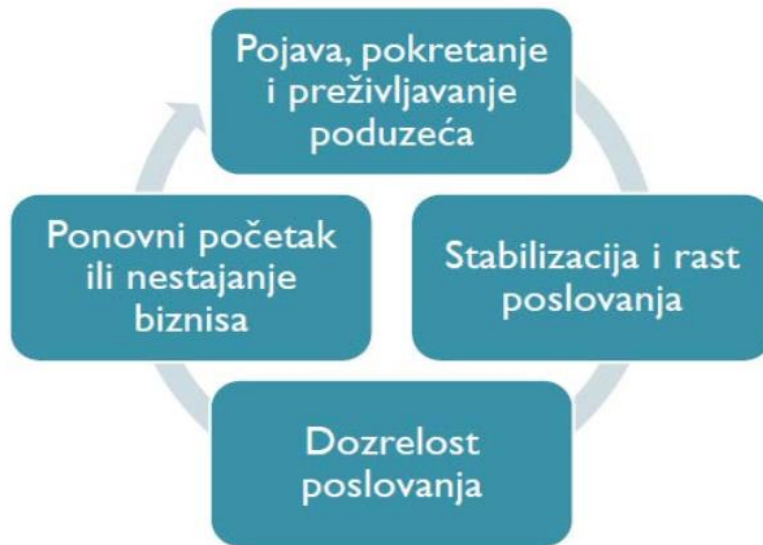 Pojava, pokretanje
i preživljavanje
poduzeća
Stabilizacija i rast
poslovanja
Dozrelost
poslovanja
Ponovni početak
ili nestajanje
biznisa